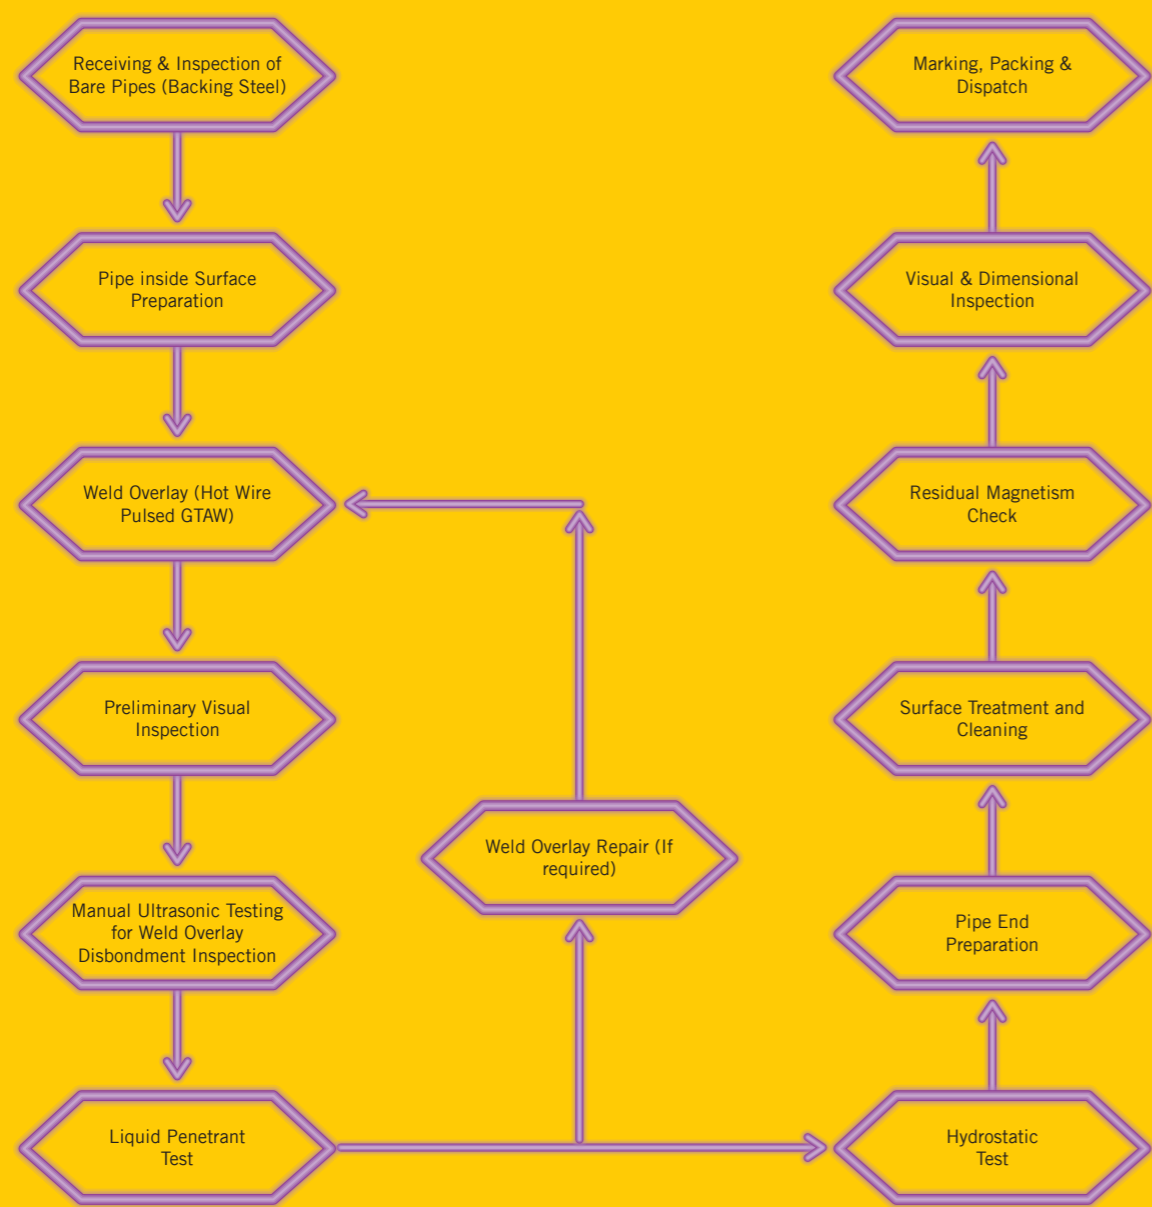 Receiving & Inspection of
Bare Pipes (Backing Steel)
Pipe inside Surface
Preparation
Weld Overlay (Hot Wire
Pulsed GTAW)
Preliminary Visual
Inspection
Manual Ultrasonic Testing
for Weld Overlay
Disbondment Inspection
Liquid Penetrant
Test
Weld Overlay Repair (If
required)
Hydrostatic
Test
Pipe End
Preparation
Surface Treatment and
Cleaning
Residual Magnetism
Check
Visual & Dimensional
Inspection
Marking, Packing &
Dispatch